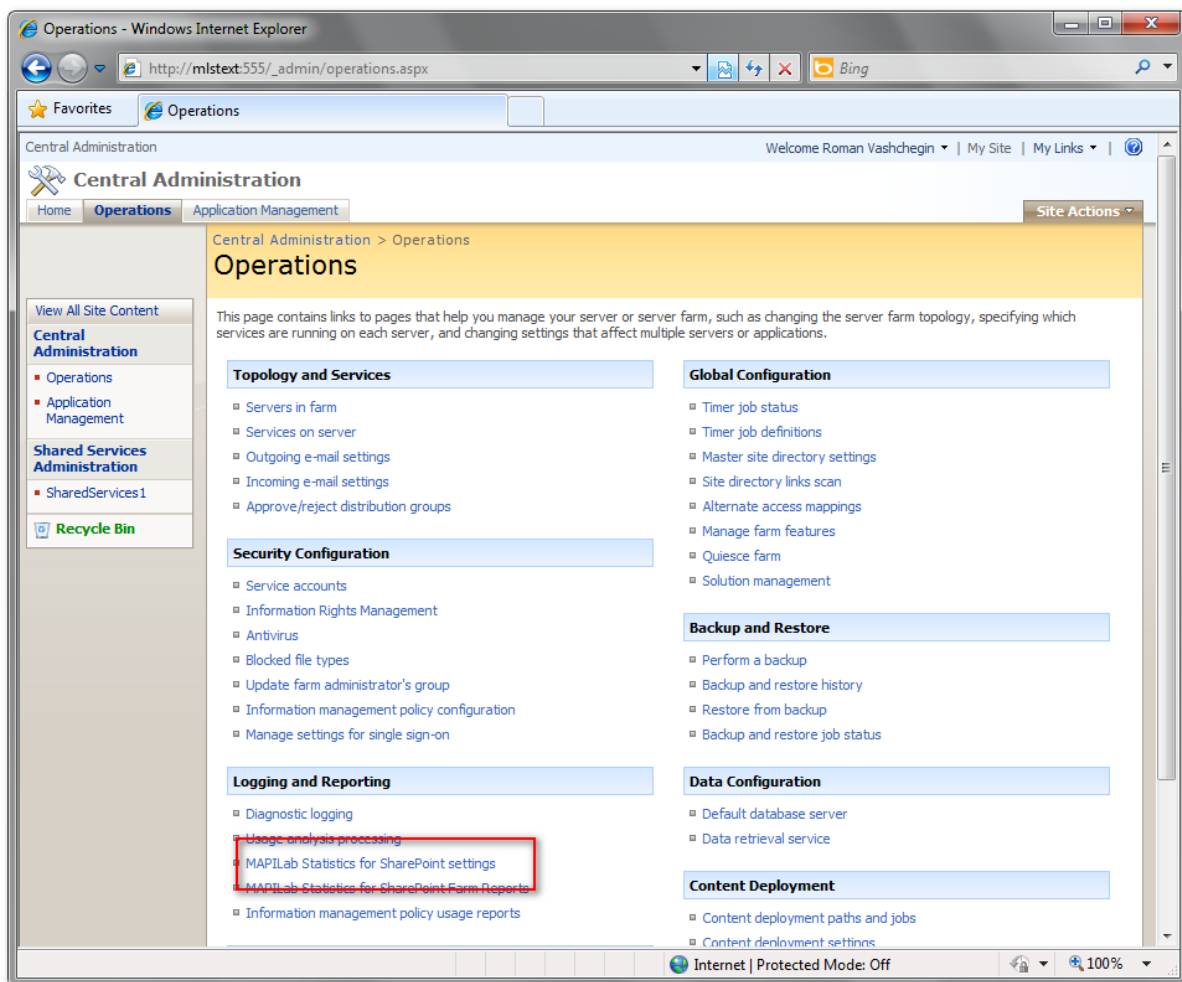 Operations - Windows Internet Explorer
http://mlstext:555/_admin/operations.aspx
Bing
Favorites
Operations
Central Administration
Welcome Roman Vashchegin | My Site | My Links |
Central Administration
Home
Operations
Application Management
Site Actions
Central Administration > Operations
Operations
View All Site Content
Central
Administration
Operations
Application
Management
Shared Services
Administration
SharedServices1
Recycle Bin
This page contains links to pages that help you manage your server or server farm, such as changing the server farm topology, specifying which
services are running on each server, and changing settings that affect multiple servers or applications.
Topology and Services
Servers in farm
Services on server
Outgoing e-mail settings
Incoming e-mail settings
Approve/reject distribution groups
Security Configuration
Service accounts
Information Rights Management
Antivirus
Blocked file types
Update farm administrator's group
Information management policy configuration
Manage settings for single sign-on
Logging and Reporting
Diagnostic logging
Usage analysis processing
MAPILab Statistics for SharePoint settings
MAPILab Statistics for SharePoint Farm Reports
Information management policy usage reports
Global Configuration
Timer job status
Timer job definitions
Master site directory settings
Site directory links scan
Alternate access mappings
Manage farm features
Quiesce farm
Solution management
Backup and Restore
Perform a backup
Backup and restore history
Restore from backup
Backup and restore job status
Data Configuration
Default database server
Data retrieval service
Content Deployment
Content deployment paths and jobs
Content deployment settings
Internet | Protected Mode: Off
100%